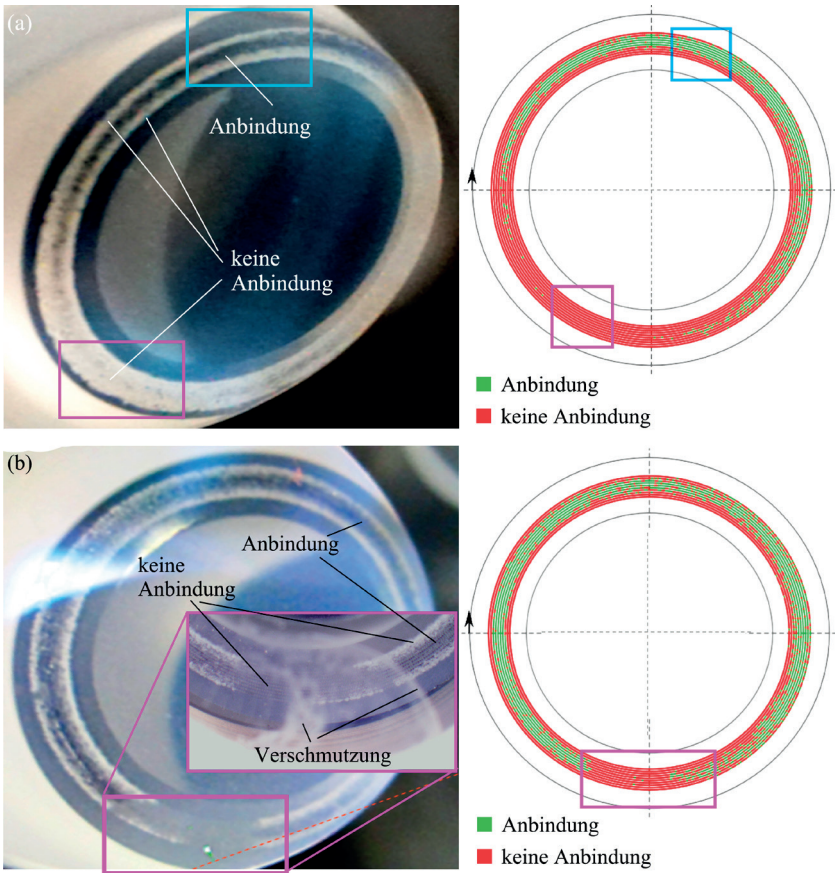 (a)
Anbindung
keine
Anbindung
Anbindung
keine Anbindung
(b)
Anbindung
keine
Anbindung
Verschmutzung
Anbindung
keine Anbindung